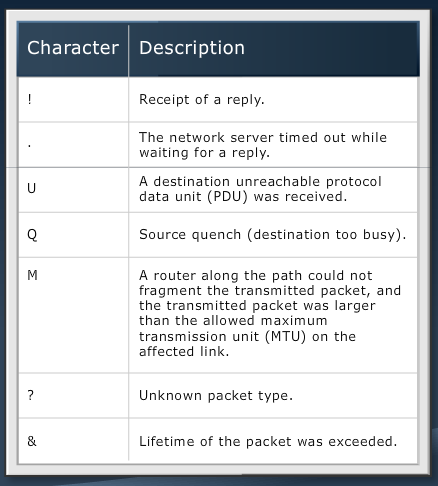 Character Description
! Receipt of a reply.
. The network server timed out while
waiting for a reply.
U A destination unreachable protocol
data unit (PDU) was received.
Q Source quench (destination too busy).
M A router along the path could not
fragment the transmitted packet, and
the transmitted packet was larger
than the allowed maximum
transmission unit (MTU) on the
affected link.
? Unknown packet type.
& Lifetime of the packet was exceeded.